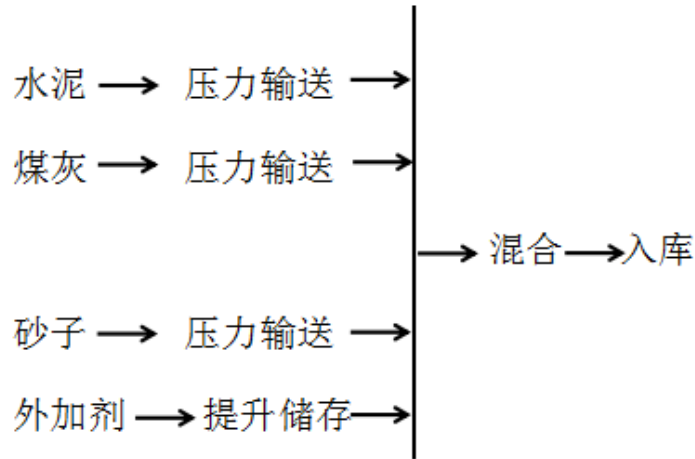 水泥 压力输送
煤灰 压力输送
混合 入库
砂子 压力输送
外加剂 提升储存